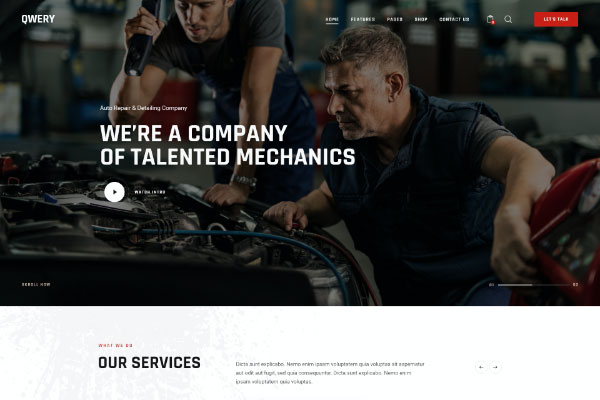 QWERY
HOME FEATURES PAGES SHOP CONTACT US
LET'S TALK
Auto Repair & Detailing Company
WE'RE A COMPANY
OF TALENTED MECHANICS
WATCH INTRO
SCROLL NOW
01 03
WHAT WE DO
OUR SERVICES
Dicta sunt explicabo. Nemo enim ipsam voluptatem quia voluptas sit aspernatur
aut odit aut fugit, sed quia consequuntur. Dicta sunt explicabo. Nemo enim
ipsam voluptatem quia voluptas.